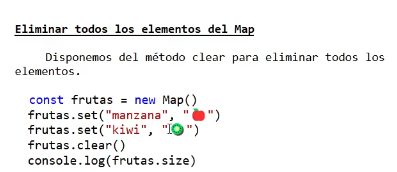 Eliminar todos los elementos del Map
Disponemos del método clear para eliminar todos los
elementos.
const frutas = new Map()
frutas.set("manzana", "🍎")
frutas.set("kiwi", "🥝")
frutas.clear()
console.log(frutas.size)